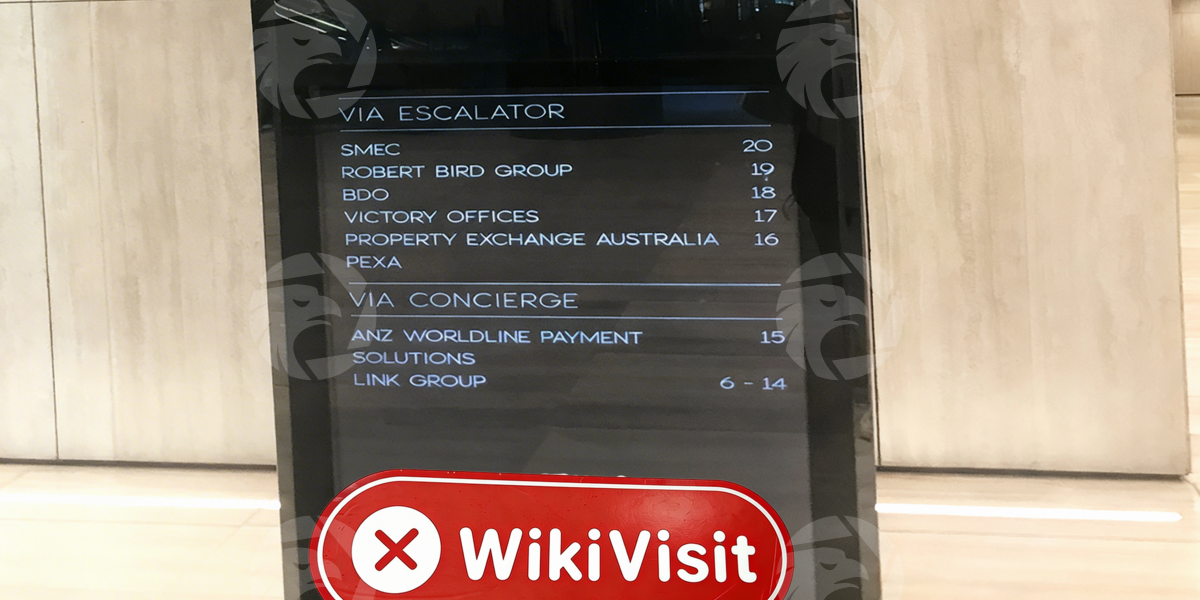 VIA ESCALATOR
SMEC 20
ROBERT BIRD GROUP 19
BDO 18
VICTORY OFFICES 17
PROPERTY EXCHANGE AUSTRALIA 16
PEXA
VIA CONCIERGE
ANZ WORLDLINE PAYMENT 15
SOLUTIONS
LINK GROUP 6 - 14
WikiVisit